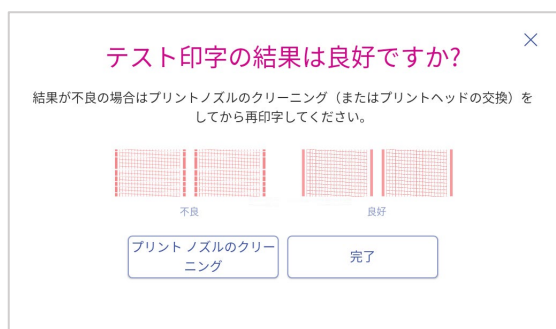 テスト印字の結果は良好ですか?
結果が不良の場合はプリントノズルのクリーニング（またはプリントヘッドの交換）を
してから再印字してください。
不良
良好
プリント ノズルのクリー
ニング
完了